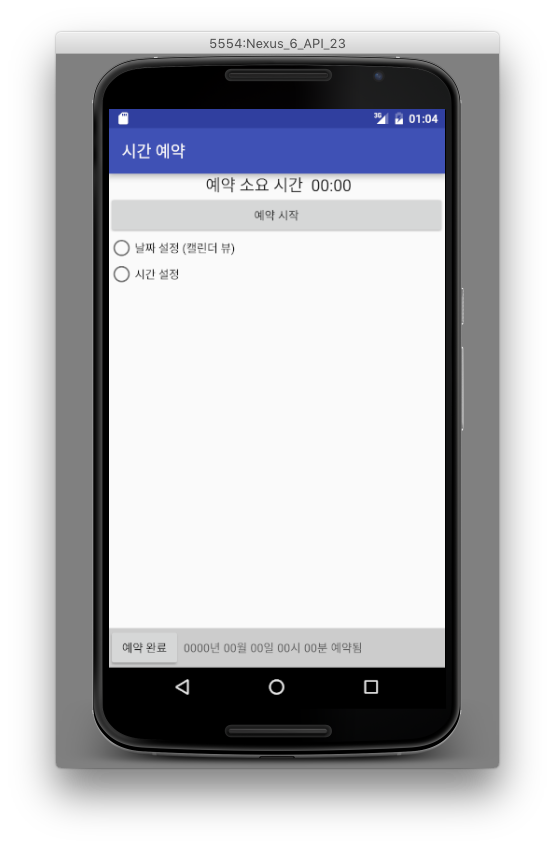 5554:Nexus_6_API_23
3G 01:04
시간 예약
예약 소요 시간 00:00
예약 시작
날짜 설정 (캘린더 뷰)
시간 설정
예약 완료 0000년 00월 00일 00시 00분 예약됨